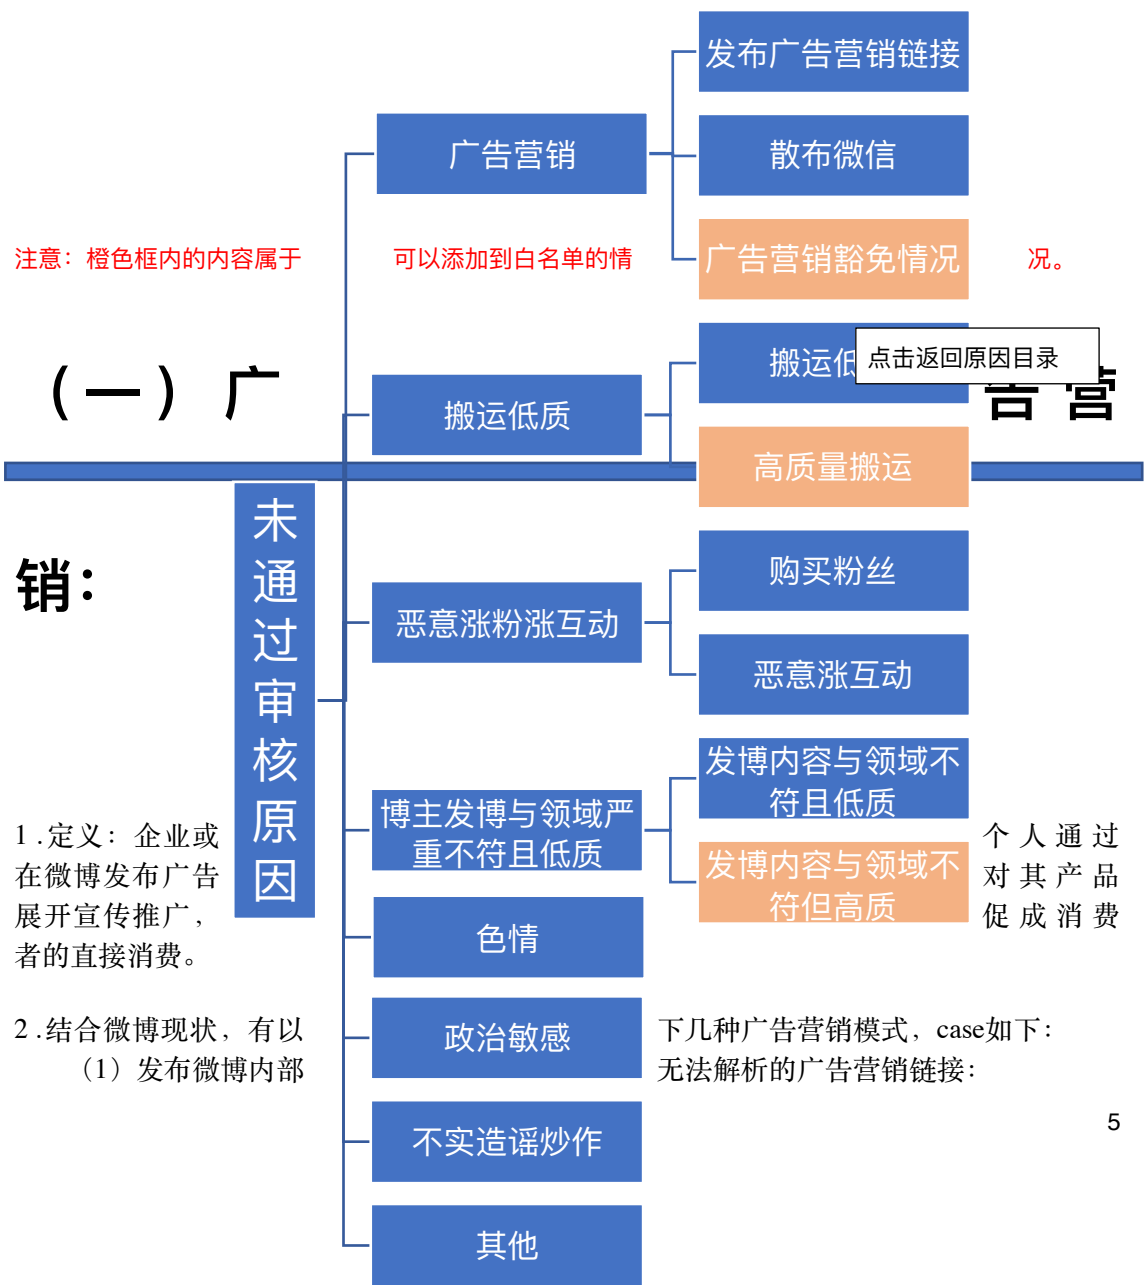 发布广告营销链接
广告营销
散布微信
注意：橙色框内的内容属于可以添加到白名单的情况。
广告营销豁免情况
搬运低
点击返回原因目录
（一）广告营
搬运低质
高质量搬运
销：
未通过审核原因
购买粉丝
恶意涨粉涨互动
恶意涨互动
发博内容与领域不
符且低质
博主发博与领域严
重不符且低质
发博内容与领域不
符但高质
1.定义：企业或个人通过
在微博发布广告对其产品
展开宣传推广，促成消费
者的直接消费。
色情
2.结合微博现状，有以下几种广告营销模式，case如下：
政治敏感
（1）发布微博内部无法解析的广告营销链接：
5
不实造谣炒作
其他